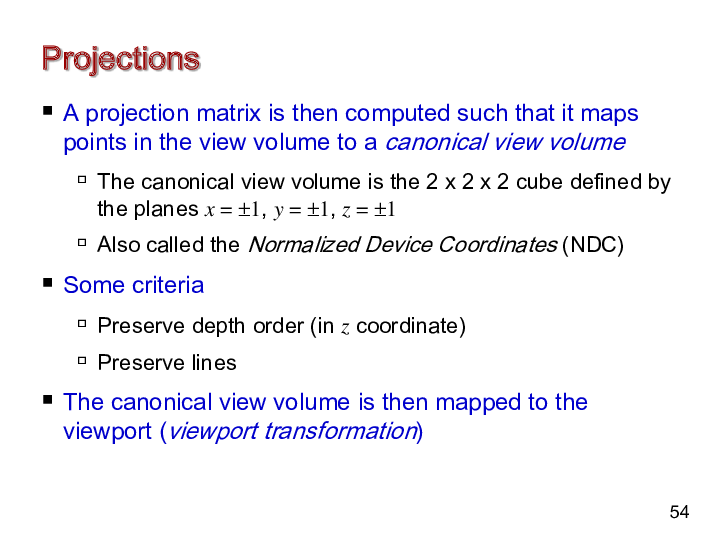 Projections
▪ A projection matrix is then computed such that it maps
points in the view volume to a canonical view volume
▫ The canonical view volume is the 2 x 2 x 2 cube defined by
the planes x = ±1, y = ±1, z = ±1
▫ Also called the Normalized Device Coordinates (NDC)
▪ Some criteria
▫ Preserve depth order (in z coordinate)
▫ Preserve lines
▪ The canonical view volume is then mapped to the
viewport (viewport transformation)
54